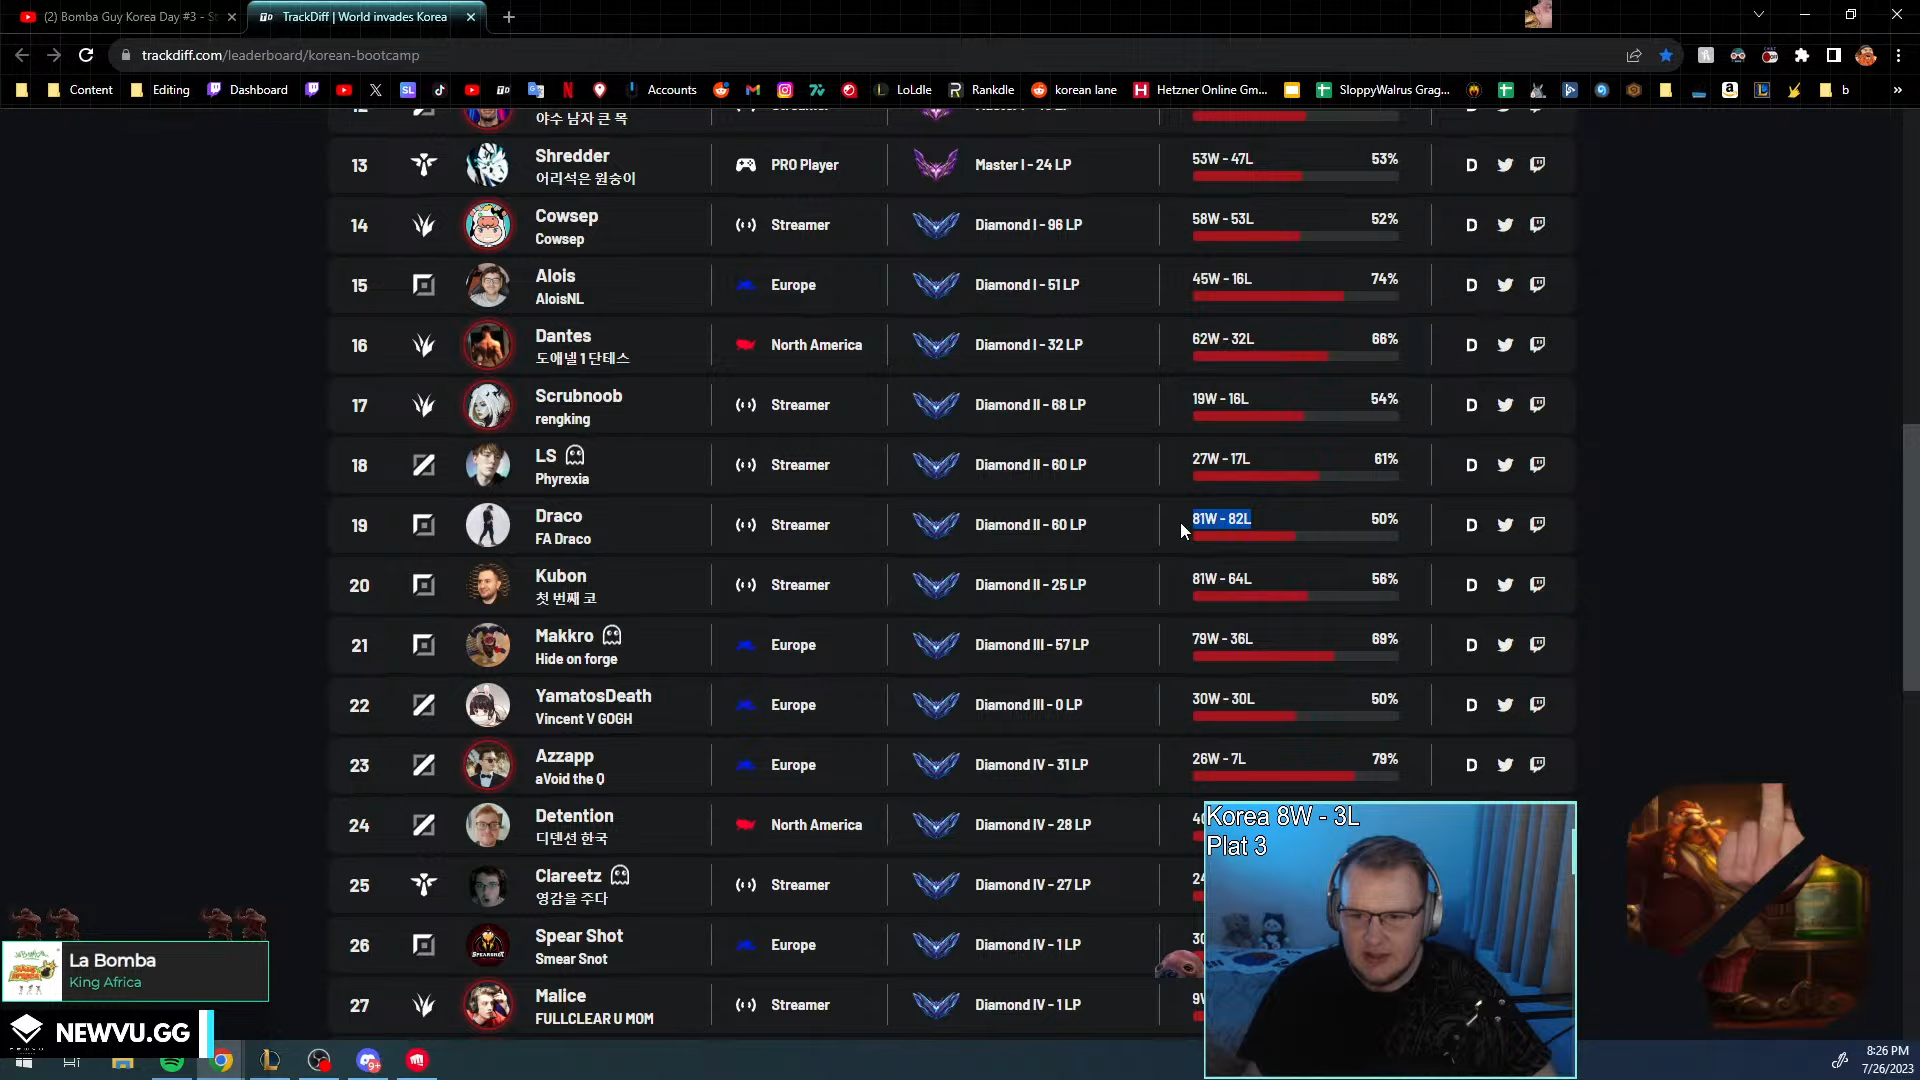 (2) Bomba Guy Korea Day #3 - St
TrackDiff | World invades Korea
trackdiff.com/leaderboard/korean-bootcamp
Content
Editing
Dashboard
Accounts
LoLdle
Rankdle
korean lane
Hetzner Online Gm...
SloppyWalrus Grag...
b
야수 남자 큰 목
13
Shredder
어리석은 원숭이
PRO Player
Master I - 24 LP
53W - 47L
53%
14
Cowsep
Cowsep
Streamer
Diamond I - 96 LP
58W - 53L
52%
15
Alois
AloisNL
Europe
Diamond I - 51 LP
45W - 16L
74%
16
Dantes
도애넬 1 단테스
North America
Diamond I - 32 LP
62W - 32L
66%
17
Scrubnoob
rengking
Streamer
Diamond II - 68 LP
19W - 16L
54%
18
LS
Phyrexia
Streamer
Diamond II - 60 LP
27W - 17L
61%
19
Draco
FA Draco
Streamer
Diamond II - 60 LP
81W - 82L
50%
20
Kubon
첫 번째 코
Streamer
Diamond II - 25 LP
81W - 64L
56%
21
Makkro
Hide on forge
Europe
Diamond III - 57 LP
79W - 36L
69%
22
YamatosDeath
Vincent V GOGH
Europe
Diamond III - 0 LP
30W - 30L
50%
23
Azzapp
aVoid the Q
Europe
Diamond IV - 31 LP
26W - 7L
79%
24
Detention
디덴션 한국
North America
Diamond IV - 28 LP
25
Clareetz
영감을 주다
Streamer
Diamond IV - 27 LP
26
Spear Shot
Smear Snot
Europe
Diamond IV - 1 LP
27
Malice
FULLCLEAR U MOM
Streamer
Diamond IV - 1 LP
Korea 8W - 3L
Plat 3
La Bomba
King Africa
NEWVU.GG
8:26 PM
7/26/2023